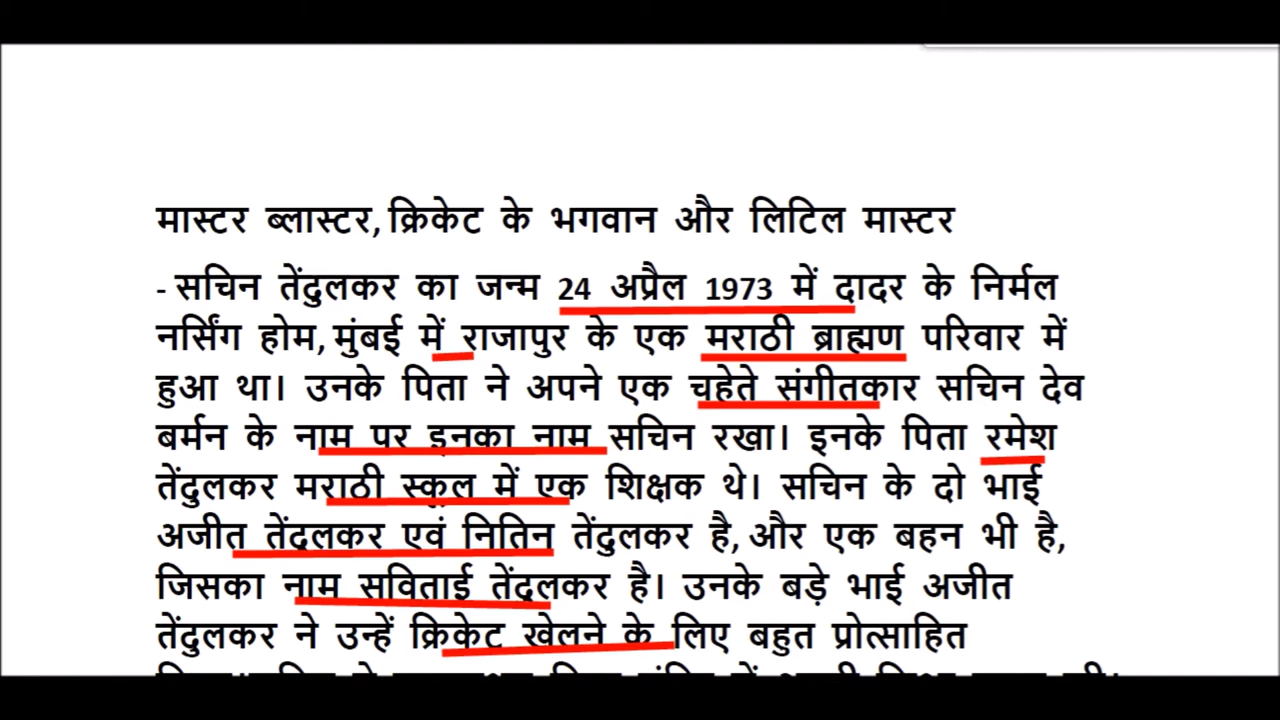 मास्टर ब्लास्टर, क्रिकेट के भगवान और लिटिल मास्टर
- सचिन तेंदुलकर का जन्म 24 अप्रैल 1973 में दादर के निर्मल
नर्सिंग होम, मुंबई में राजापुर के एक मराठी ब्राह्मण परिवार में
हुआ था। उनके पिता ने अपने एक चहेते संगीतकार सचिन देव
बर्मन के नाम पर इनका नाम सचिन रखा। इनके पिता रमेश
तेंदुलकर मराठी स्कूल में एक शिक्षक थे। सचिन के दो भाई
अजीत तेंदुलकर एवं नितिन तेंदुलकर है, और एक बहन भी है,
जिसका नाम सविताई तेंदुलकर है। उनके बड़े भाई अजीत
तेंदुलकर ने उन्हें क्रिकेट खेलने के लिए बहुत प्रोत्साहित